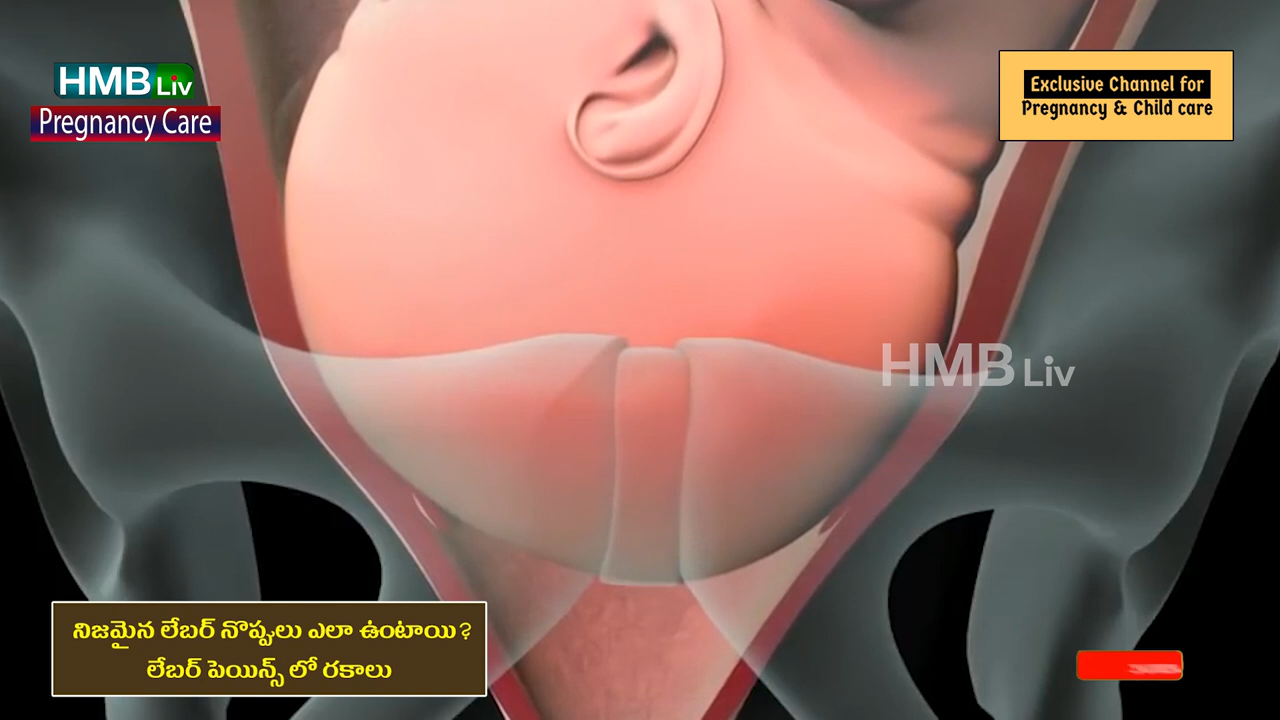 HMB Liv
Pregnancy Care
Exclusive Channel for
Pregnancy & Child care
HMB Liv
నిజమైన లేబర్ నొప్పులు ఎలా ఉంటాయి?
లేబర్ పెయిన్స్ లో రకాలు